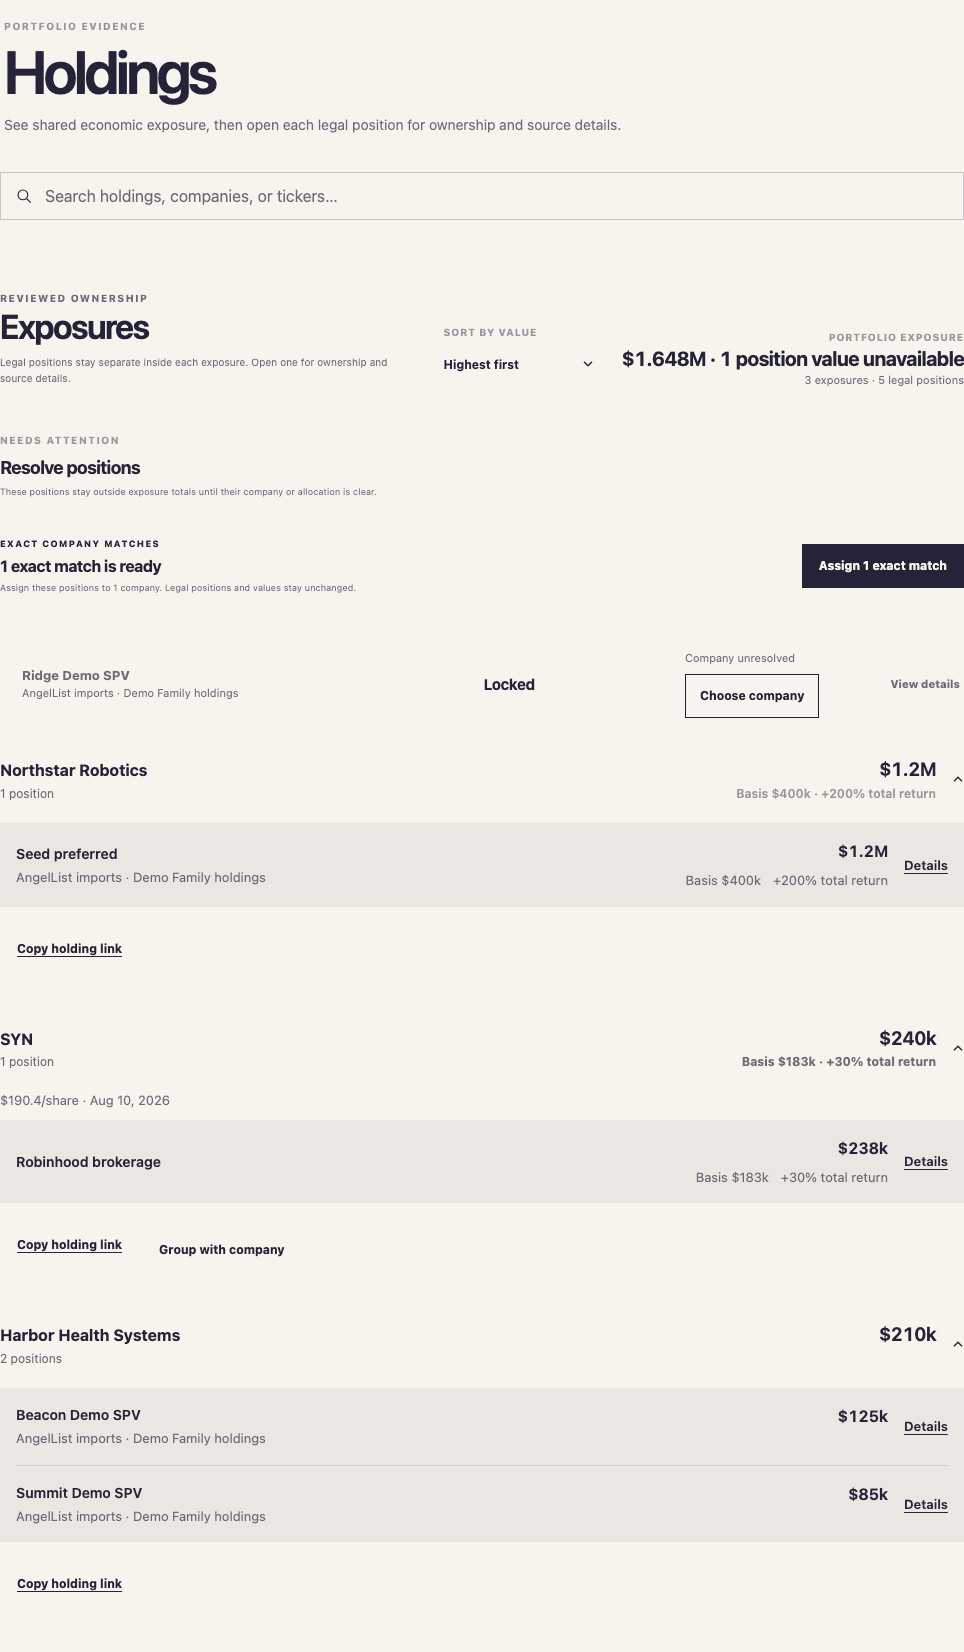 PORTFOLIO EVIDENCE
Holdings
See shared economic exposure, then open each legal position for ownership and source details.
Search holdings, companies, or tickers...
REVIEWED OWNERSHIP
Exposures
Legal positions stay separate inside each exposure. Open one for ownership and
source details.
SORT BY VALUE
Highest first
PORTFOLIO EXPOSURE
$1.648M · 1 position value unavailable
3 exposures · 5 legal positions
NEEDS ATTENTION
Resolve positions
These positions stay outside exposure totals until their company or allocation is clear.
EXACT COMPANY MATCHES
1 exact match is ready
Assign these positions to 1 company. Legal positions and values stay unchanged.
Assign 1 exact match
Ridge Demo SPV
AngelList imports · Demo Family holdings
Locked
Company unresolved
Choose company
View details
Northstar Robotics
1 position
$1.2M
Basis $400k · +200% total return
Seed preferred
AngelList imports · Demo Family holdings
$1.2M
Basis $400k +200% total return
Details
Copy holding link
SYN
1 position
$240k
Basis $183k · +30% total return
$190.4/share · Aug 10, 2026
Robinhood brokerage
$238k
Basis $183k +30% total return
Details
Copy holding link
Group with company
Harbor Health Systems
2 positions
$210k
Beacon Demo SPV
AngelList imports · Demo Family holdings
$125k
Details
Summit Demo SPV
AngelList imports · Demo Family holdings
$85k
Details
Copy holding link